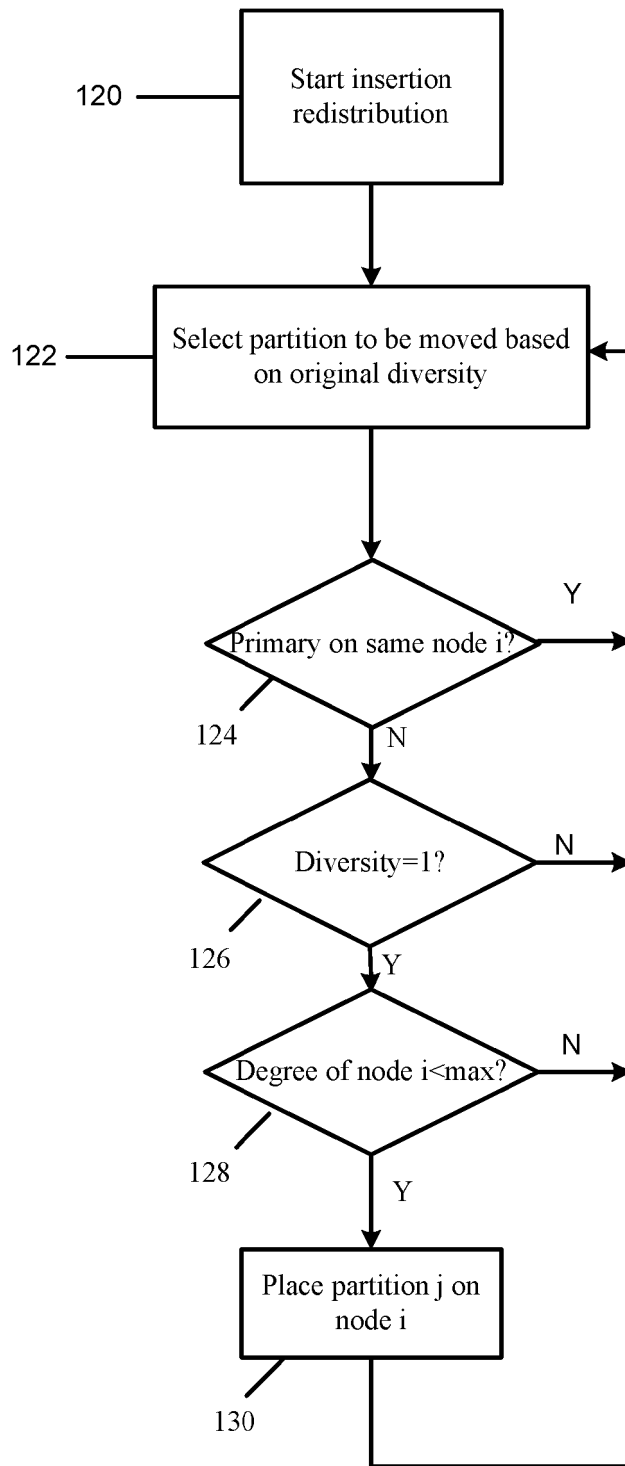 120
Start insertion
redistribution
122
Select partition to be moved based
on original diversity
Primary on same node i?
Y
124
N
Diversity=1?
N
126
Y
Degree of node i<max?
N
128
Y
Place partition j on
node i
130